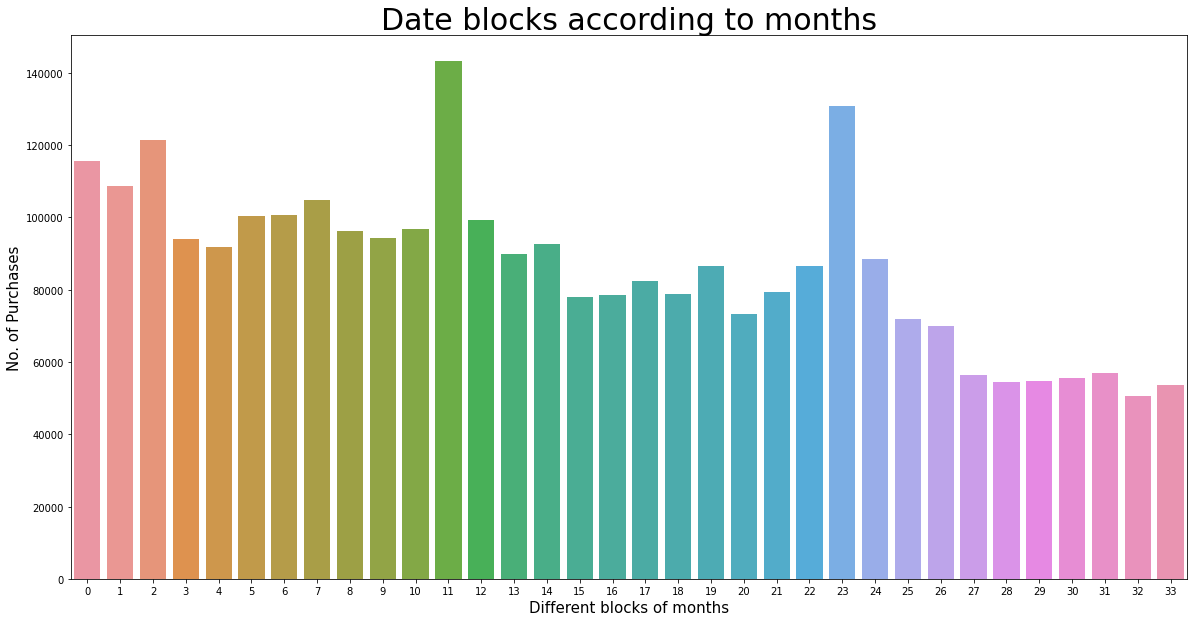 Date blocks according to months
140000
120000
100000
80000
60000
40000
20000
0
No. of Purchases
0 1 2 3 4 5 6 7 8 9 10 11 12 13 14 15 16 17 18 19 20 21 22 23 24 25 26 27 28 29 30 31 32 33
Different blocks of months